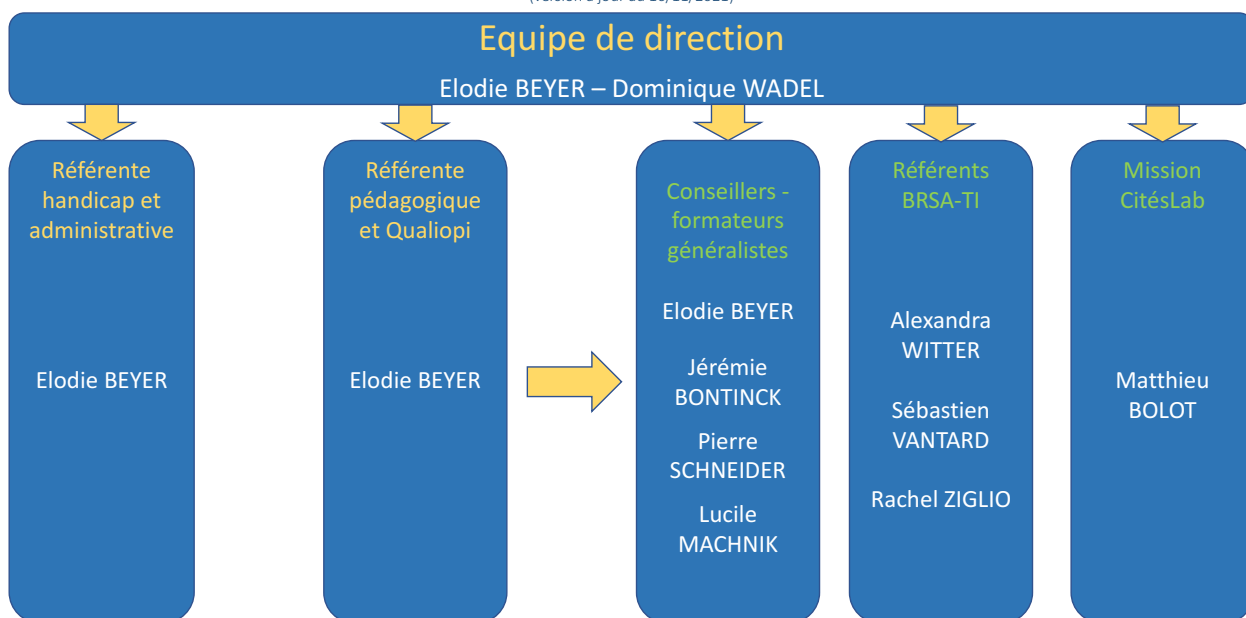 Equipe de direction
Elodie BEYER – Dominique WADEL
Référente
handicap et
administrative
Elodie BEYER
Référente
pédagogique
et Qualiopi
Elodie BEYER
Conseillers -
formateurs
généralistes
Elodie BEYER
Jérémie
BONTINCK
Pierre
SCHNEIDER
Lucile
MACHNIK
Référents
BRSA-TI
Alexandra
WITTER
Sébastien
VANTARD
Rachel ZIGLIO
Mission
CitésLab
Matthieu
BOLOT